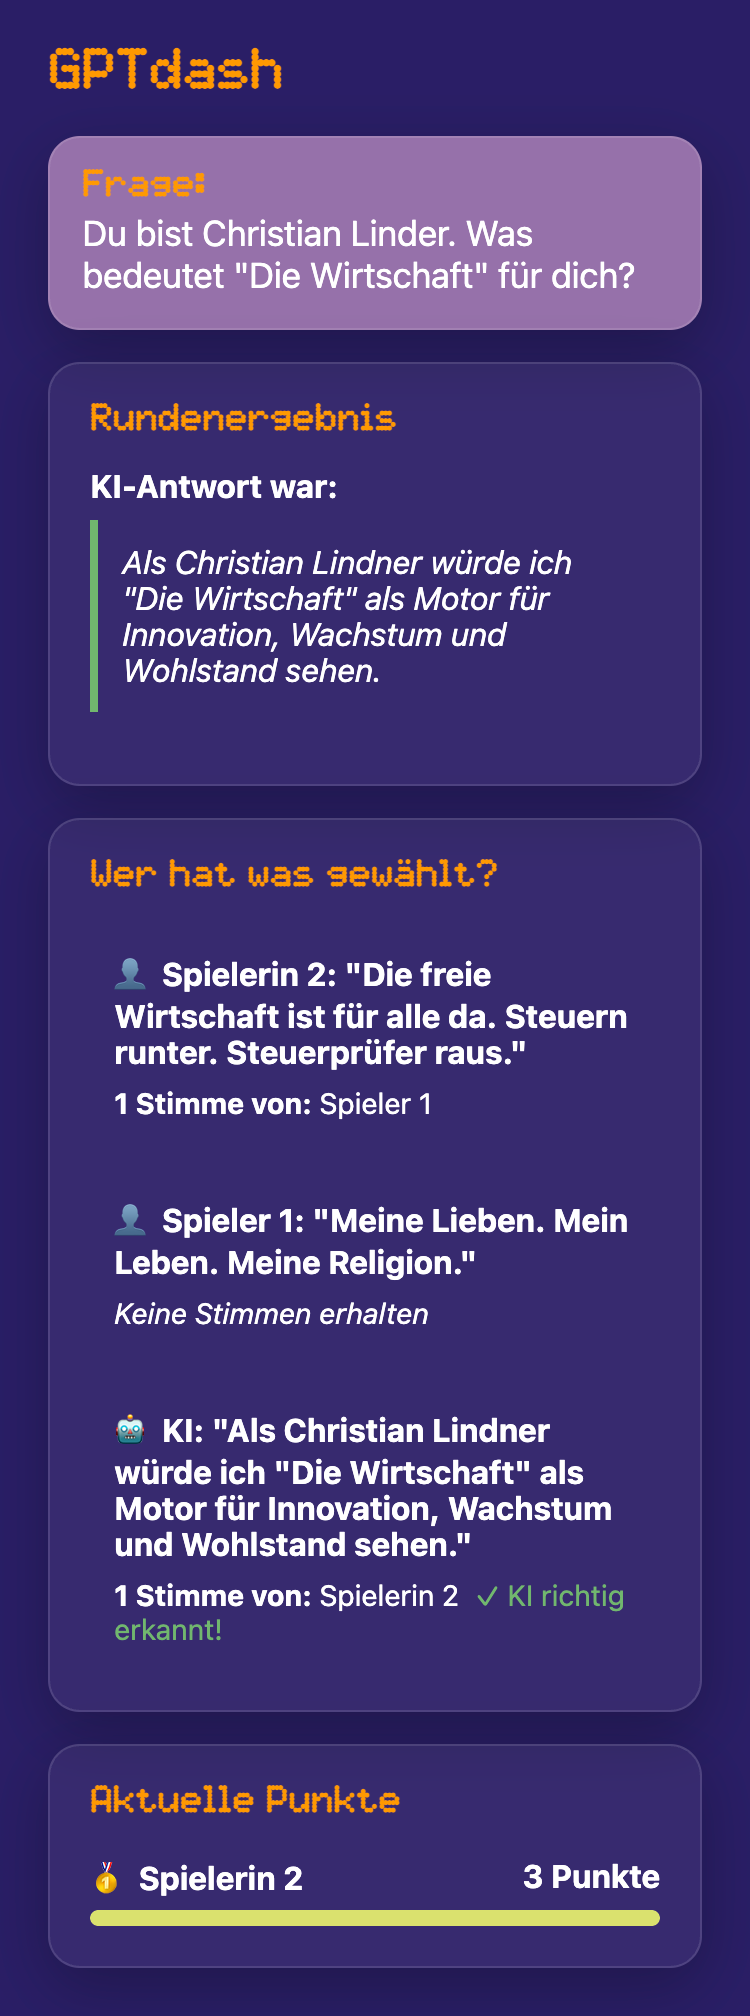 GPTdash
Frage:
Du bist Christian Linder. Was
bedeutet "Die Wirtschaft" für dich?
Rundenergebnis
KI-Antwort war:
Als Christian Lindner würde ich
"Die Wirtschaft" als Motor für
Innovation, Wachstum und
Wohlstand sehen.
Wer hat was gewählt?
👤 Spielerin 2: "Die freie
Wirtschaft ist für alle da. Steuern
runter. Steuerprüfer raus."
1 Stimme von: Spieler 1
👤 Spieler 1: "Meine Lieben. Mein
Leben. Meine Religion."
Keine Stimmen erhalten
🤖 KI: "Als Christian Lindner
würde ich "Die Wirtschaft" als
Motor für Innovation, Wachstum
und Wohlstand sehen."
1 Stimme von: Spielerin 2 ✓ KI richtig
erkannt!
Aktuelle Punkte
🥇 Spielerin 2 3 Punkte